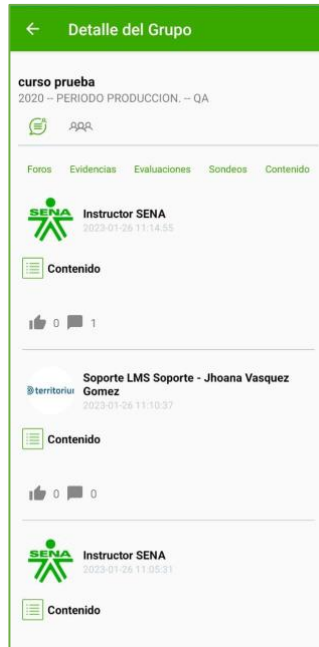 Detalle del Grupo
curso prueba
2020 -- PERIODO PRODUCCION. -- QA
Foros Evidencias Evaluaciones Sondeos Contenido
SENA
Instructor SENA
2023-01-26 11:14:55
Contenido
0 1
territorium
Soporte LMS Soporte - Jhoana Vasquez
Gomez
2023-01-26 11:10:37
Contenido
0 0
SENA
Instructor SENA
2023-01-26 11:05:31
Contenido